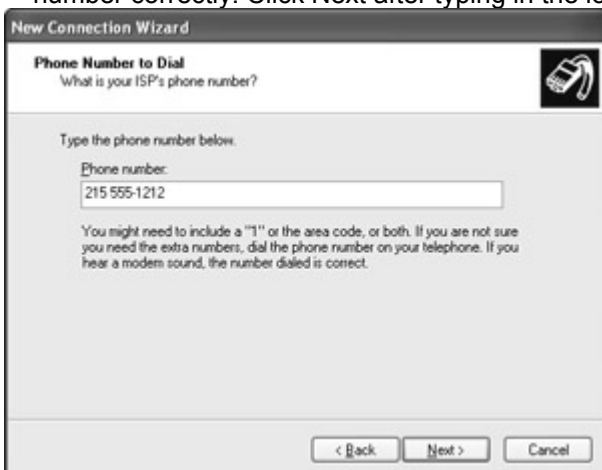 number correctly. Click Next after typing in the
New Connection Wizard
Phone Number to Dial
What is your ISP's phone number?
Type the phone number below.
Phone number:
215 555-1212
You might need to include a "1" or the area code, or both. If you are not sure
you need the extra numbers, dial the phone number on your telephone. If you
hear a modem sound, the number dialed is correct.
< Back
Next >
Cancel